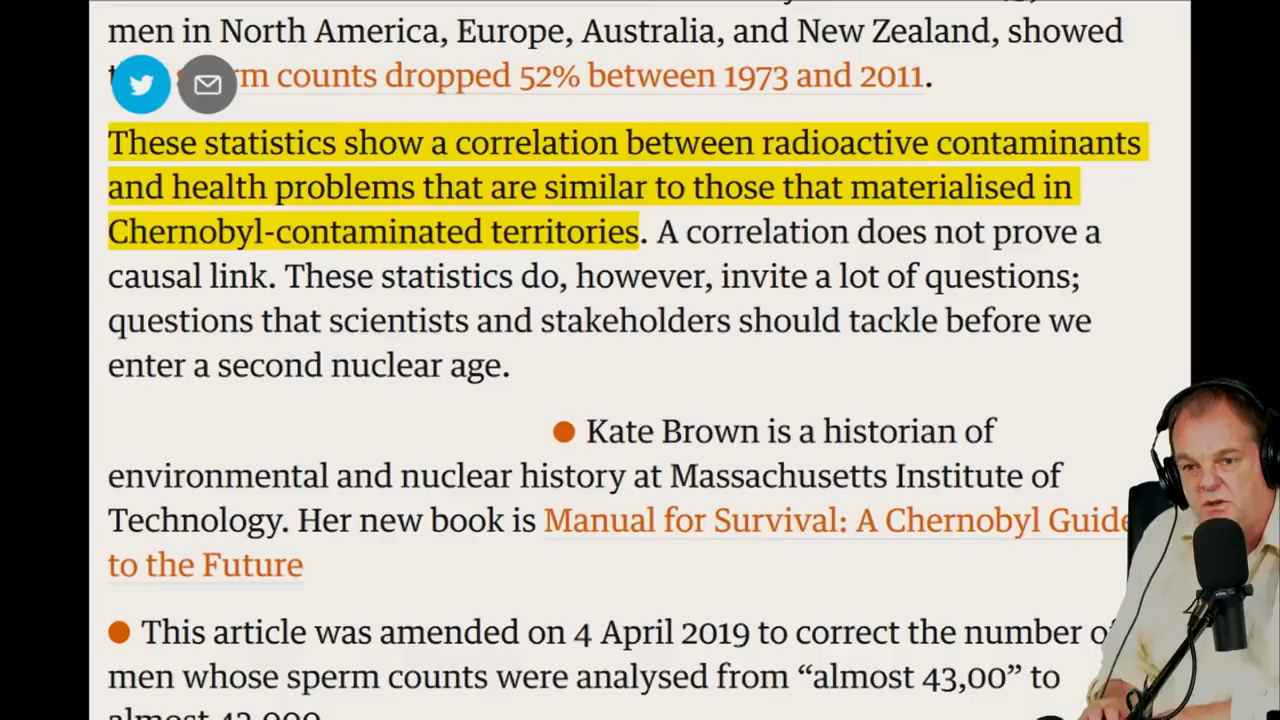 men in North America, Europe, Australia, and New Zealand, showed
rm counts dropped 52% between 1973 and 2011.
These statistics show a correlation between radioactive contaminants
and health problems that are similar to those that materialised in
Chernobyl-contaminated territories. A correlation does not prove a
causal link. These statistics do, however, invite a lot of questions;
questions that scientists and stakeholders should tackle before we
enter a second nuclear age.
Kate Brown is a historian of
environmental and nuclear history at Massachusetts Institute of
Technology. Her new book is Manual for Survival: A Chernobyl Guide
to the Future
This article was amended on 4 April 2019 to correct the number of
men whose sperm counts were analysed from “almost 43,00” to
almost 43,000